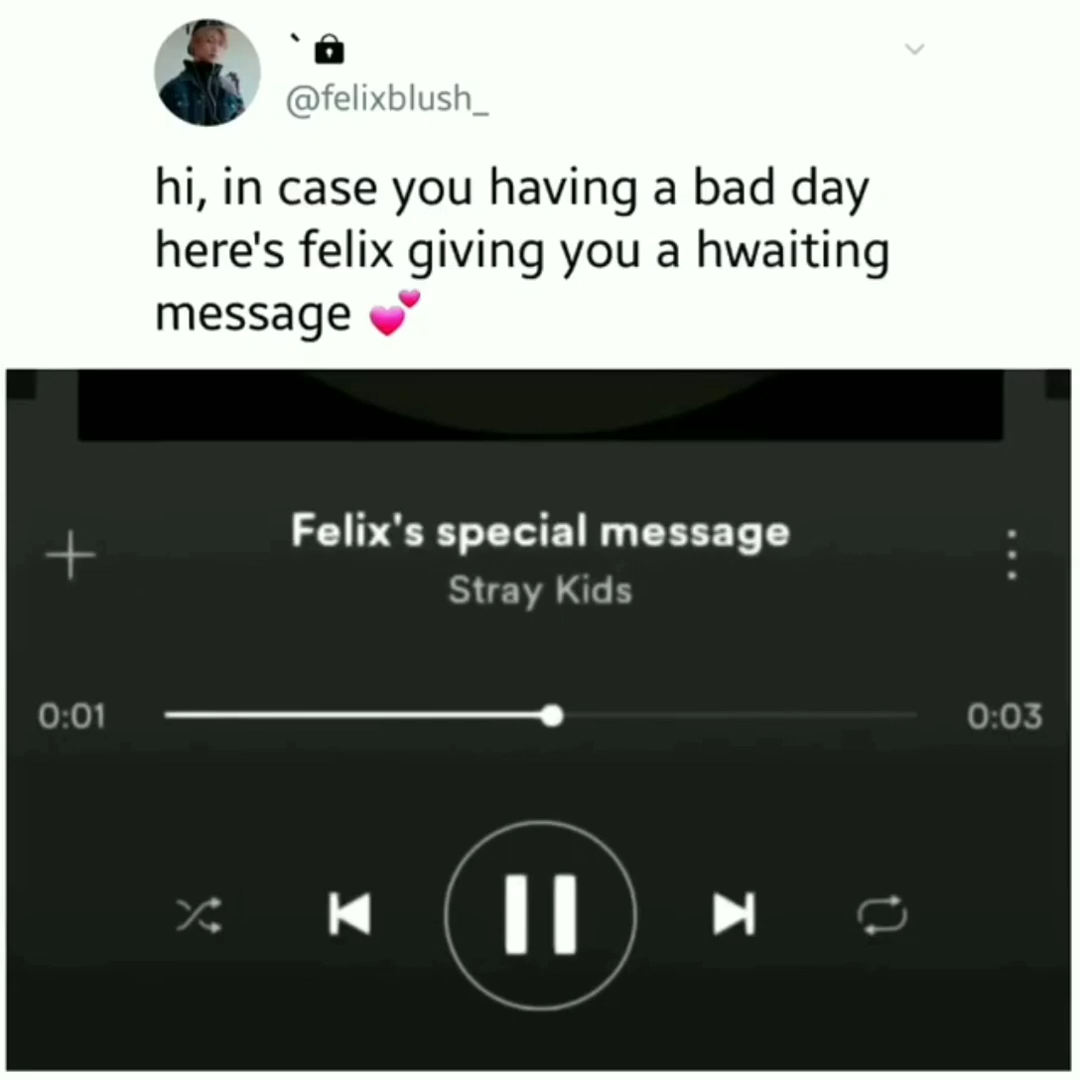 ` 🔒
@felixblush_
hi, in case you having a bad day
here's felix giving you a hwaiting
message 💕
Felix's special message
Stray Kids
0:01
0:03